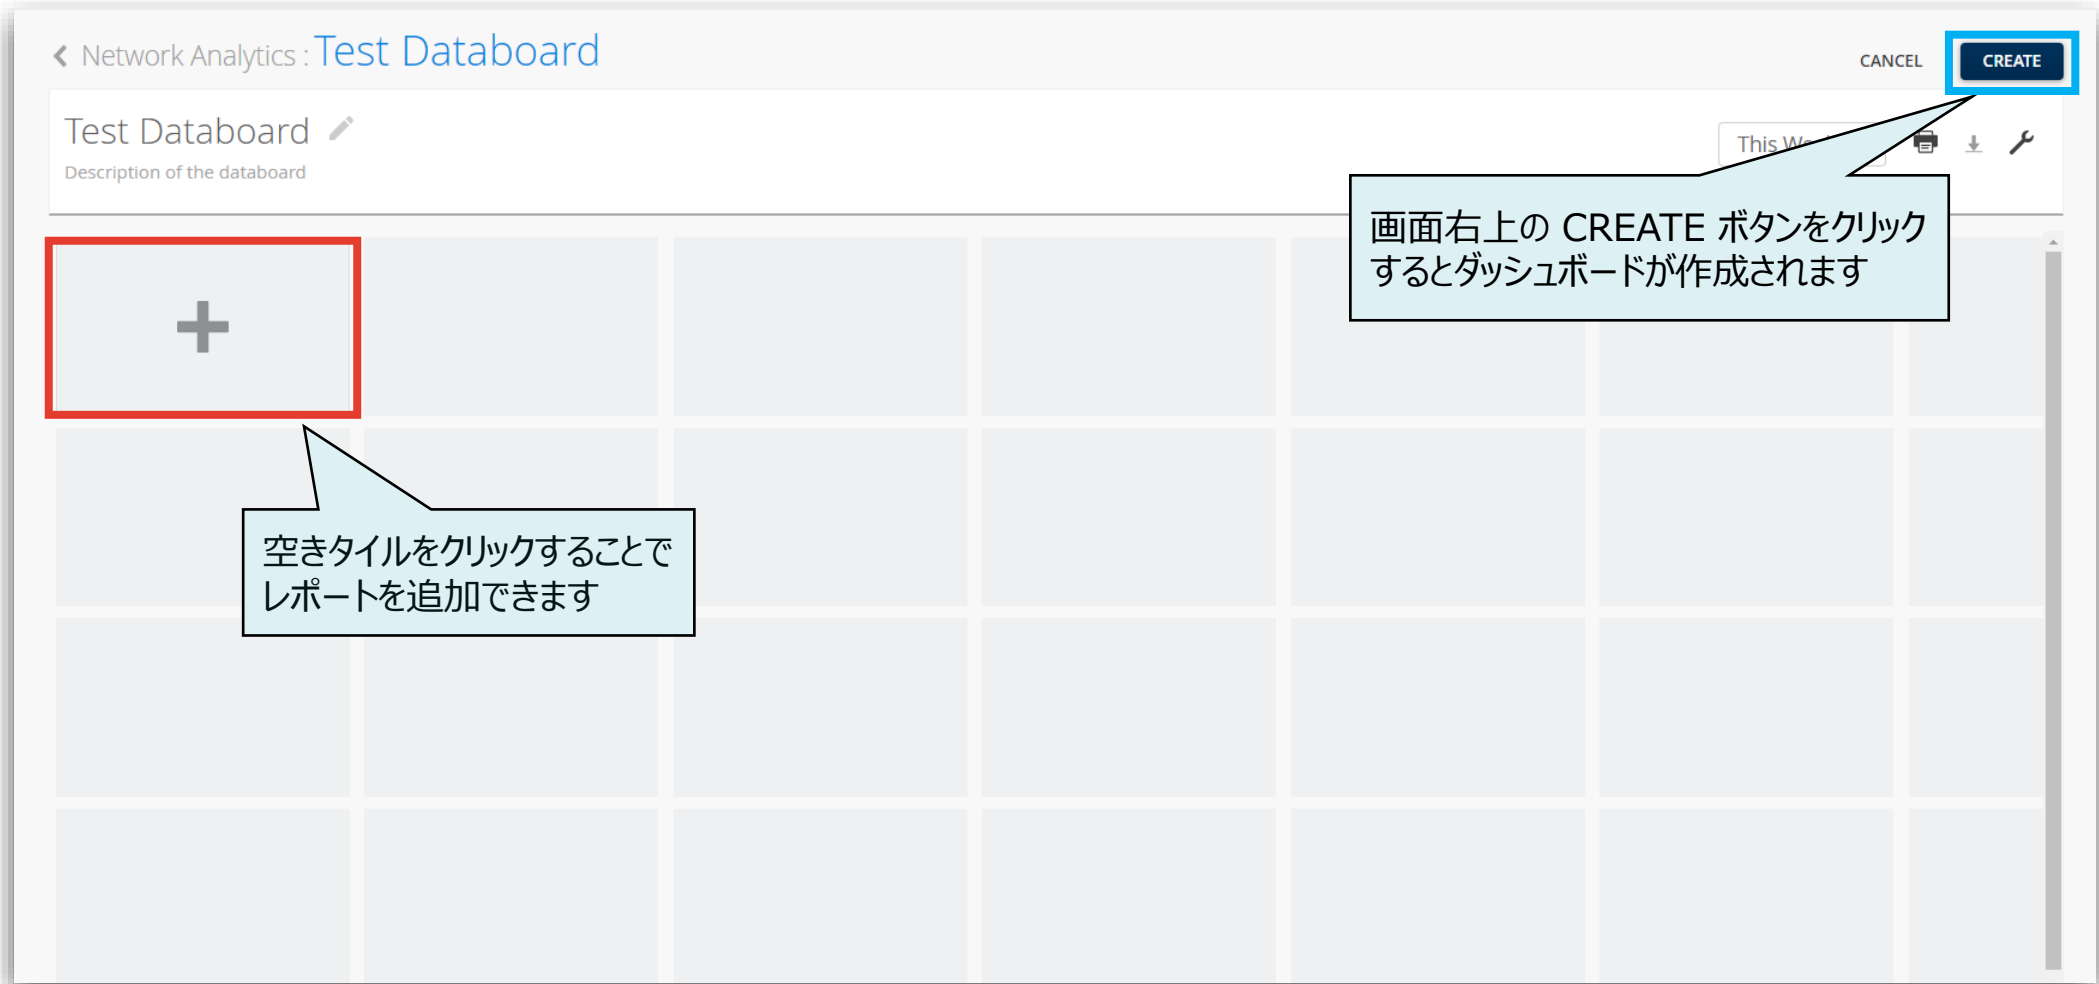 Network Analytics : Test Databoard
CANCEL
CREATE
Test Databoard
Description of the databoard
This
画面右上の CREATE ボタンをクリック
するとダッシュボードが作成されます
空きタイルをクリックすることで
レポートを追加できます